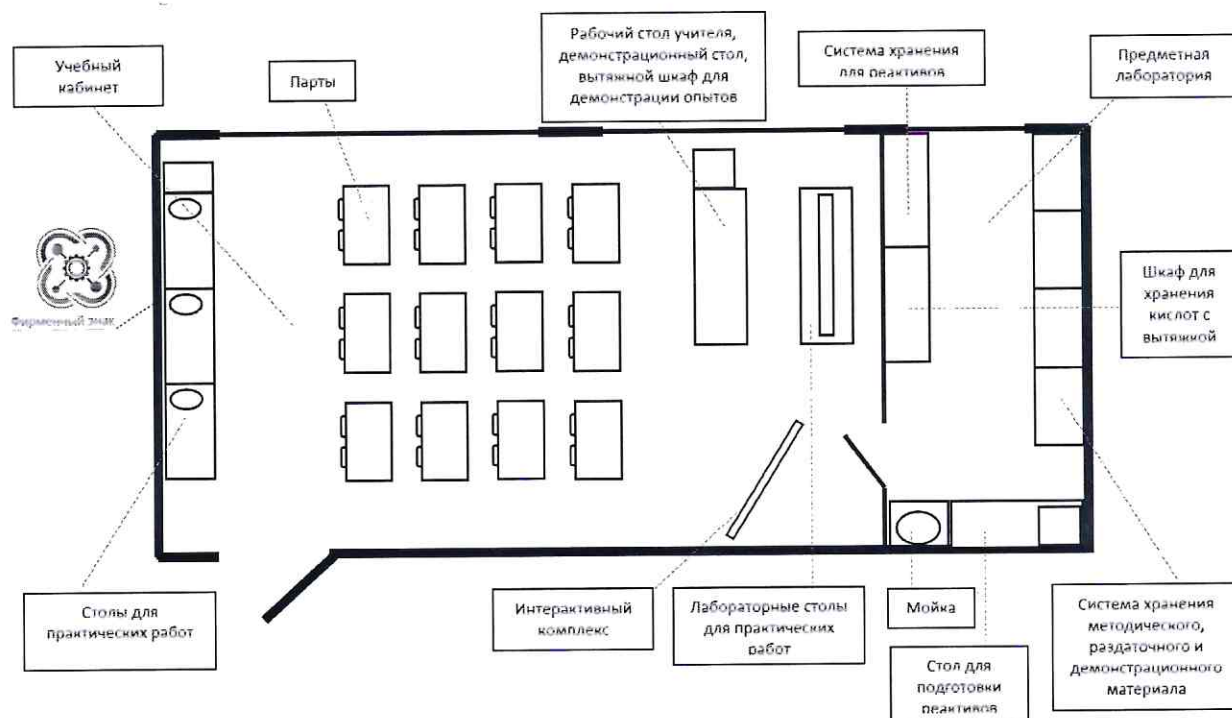 Учебный
кабинет
Парты
Рабочий стол учителя,
демонстрационный стол,
вытяжной шкаф для
демонстрации опытов
Система хранения
для реактивов
Предметная
лаборатория
Фирменный знак
Шкаф для
хранения
кислот с
вытяжкой
Столы для
практических работ
Интерактивный
комплекс
Лабораторные столы
для практических
работ
Мойка
Стол для
подготовки
реактивов
Система хранения
методического,
раздаточного и
демонстрационного
материала